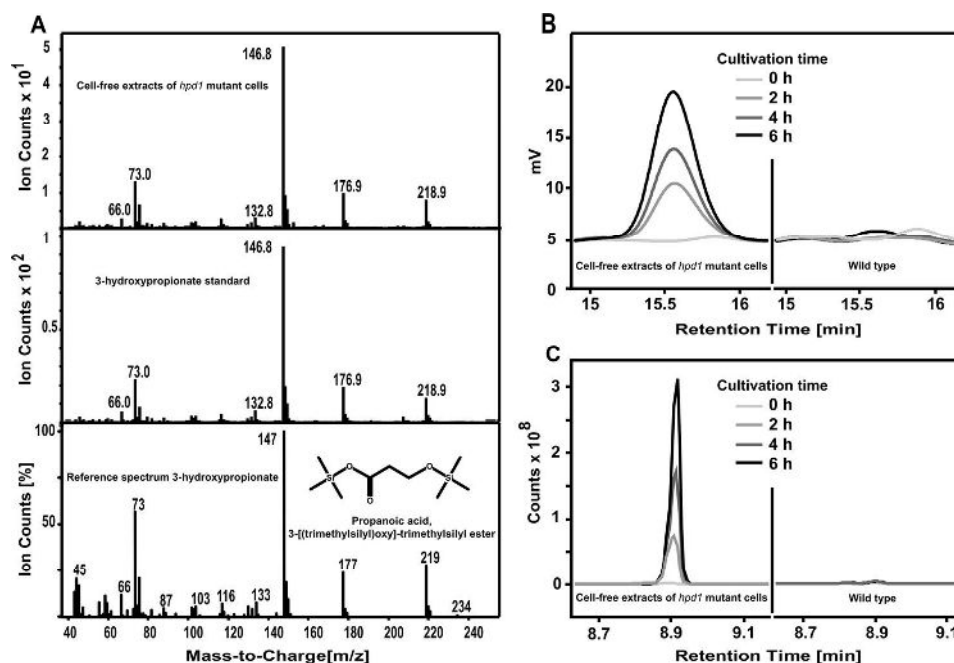 A
Ion Counts x 10¹
5
4
3
2
1
Cell-free extracts of hpd1 mutant cells
146.8
73.0
66.0
132.8
176.9
218.9
Ion Counts x 10²
1
0.5
3-hydroxypropionate standard
146.8
73.0
66.0
132.8
176.9
218.9
Ion Counts [%]
100
50
0
Reference spectrum 3-hydroxypropionate
147
73
45
66
87
103
116
133
177
219
234
Si
O
O
O
Si
Propanoic acid,
3-[(trimethylsilyl)oxy]-trimethylsilyl ester
40 60 80 100 120 140 160 180 200 220 240
Mass-to-Charge[m/z]
B
mV
20
15
10
5
0
Cultivation time
0 h
2 h
4 h
6 h
Cell-free extracts of hpd1 mutant cells
Wild type
15 15.5 16 15 15.5 16
Retention Time [min]
C
Counts x 10⁸
3
2
1
0
Cultivation time
0 h
2 h
4 h
6 h
Cell-free extracts of hpd1 mutant cells
Wild type
8.7 8.9 9.1 8.7 8.9 9.1
Retention Time [min]